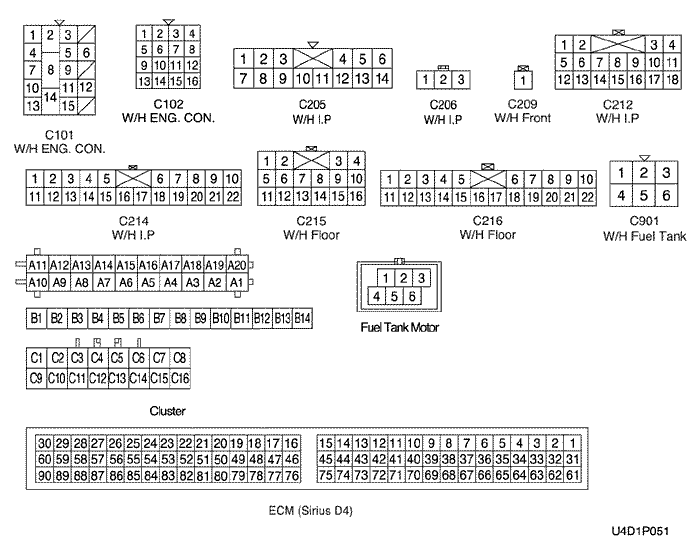 1 2 3
4 5 6
7 8 9
10 11 12
13 14 15
C101
W/H ENG. CON.
1 2 3 4
5 6 7 8
9 10 11 12
13 14 15 16
C102
W/H ENG. CON.
1 2 3 4 5 6
7 8 9 10 11 12 13 14
C205
W/H I.P
1 2 3
C206
W/H I.P
1
C209
W/H Front
1 2 3 4
5 6 7 8 9 10 11
12 13 14 15 16 17 18
C212
W/H I.P
1 2 3 4 5 6 7 8 9 10
11 12 13 14 15 16 17 18 19 20 21 22
C214
W/H I.P
1 2 3 4
5 6 7 8 9 10
11 12 13 14 15 16
C215
W/H Floor
1 2 3 4 5 6 7 8 9 10
11 12 13 14 15 16 17 18 19 20 21 22
C216
W/H Floor
1 2 3
4 5 6
C901
W/H Fuel Tank
A11 A12 A13 A14 A15 A16 A17 A18 A19 A20
A10 A9 A8 A7 A6 A5 A4 A3 A2 A1
B1 B2 B3 B4 B5 B6 B7 B8 B9 B10 B11 B12 B13 B14
C1 C2 C3 C4 C5 C6 C7 C8
C9 C10 C11 C12 C13 C14 C15 C16
Cluster
1 2 3
4 5 6
Fuel Tank Motor
30 29 28 27 26 25 24 23 22 21 20 19 18 17 16 15 14 13 12 11 10 9 8 7 6 5 4 3 2 1
60 59 58 57 56 55 54 53 52 51 50 49 48 47 46 45 44 43 42 41 40 39 38 37 36 35 34 33 32 31
90 89 88 87 86 85 84 83 82 81 80 79 78 77 76 75 74 73 72 71 70 69 68 67 66 65 64 63 62 61
ECM (Sirius D4)
U4D1P051